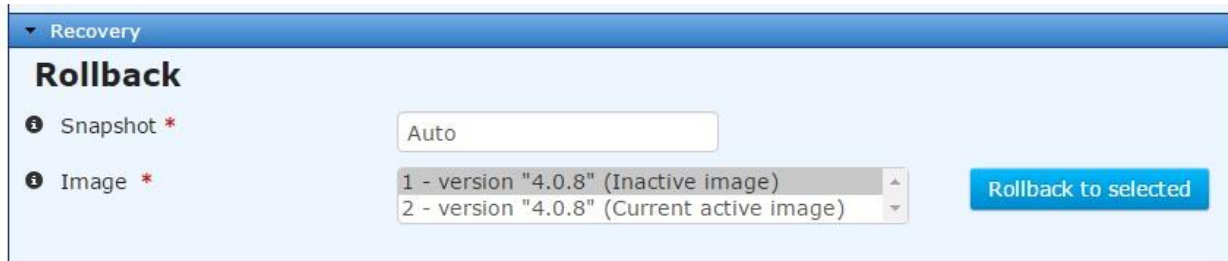 Recovery
Rollback
Snapshot *
Auto
Image *
1 - version "4.0.8" (Inactive image)
2 - version "4.0.8" (Current active image)
Rollback to selected